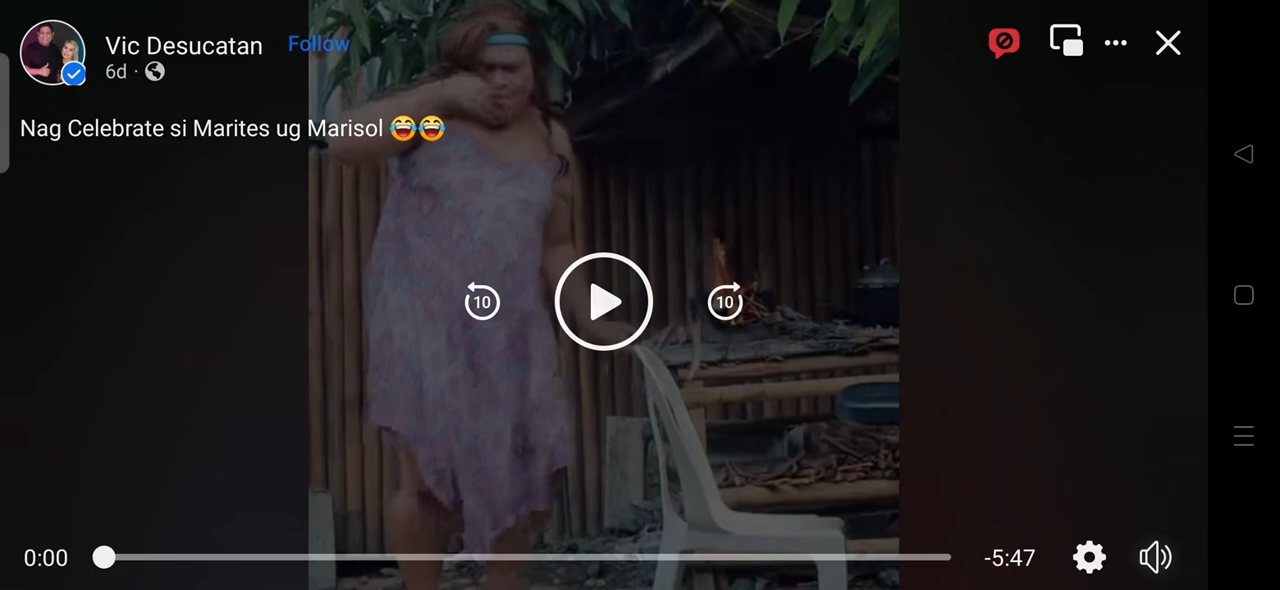 Vic Desucatan Follow
6d ·
Nag Celebrate si Marites ug Marisol 😂😂
10 10
0:00 -5:47